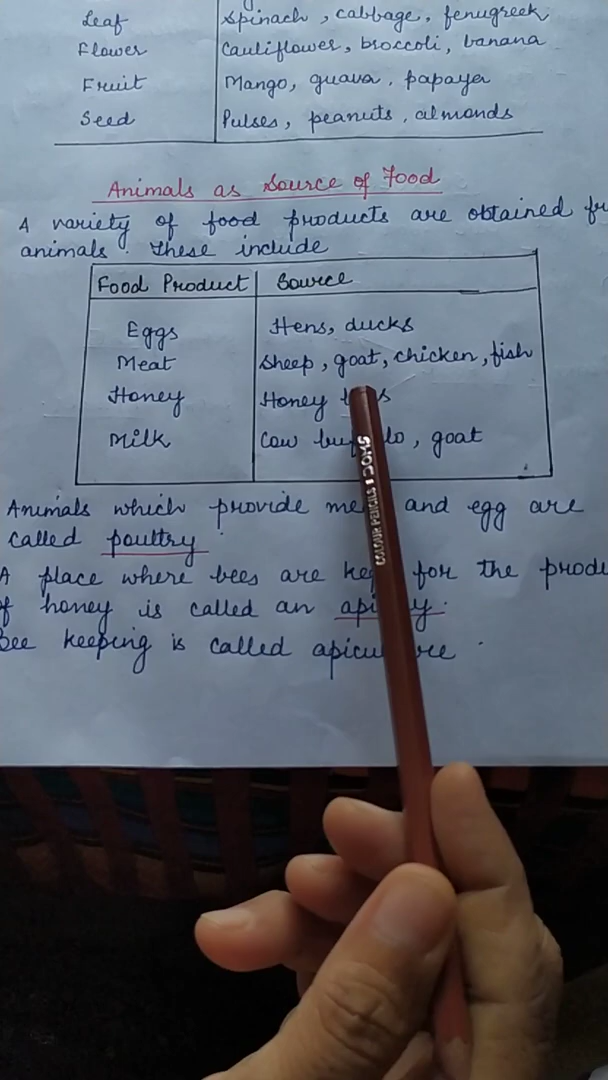 Leaf Spinach, cabbage, fenugreek
Flower Cauliflower, broccoli, banana
Fruit Mango, guava, papaya
Seed Pulses, peanuts, almonds
Animals as Source of Food
A variety of food products are obtained
animals. These include
Food Product Source
Eggs Hens, ducks
Meat Sheep, goat, chicken, fish
Honey Honey
Milk Cow goat
Animals which provide and egg are
called poultry
A place where bees are for the
of honey is called an
Bee keeping is called
COLOUR PENCILS DOMS